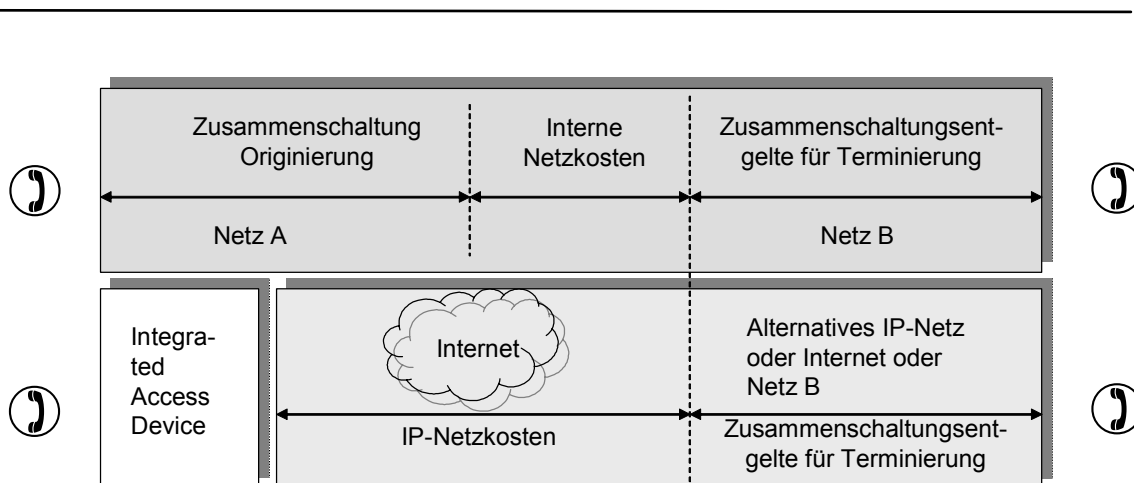 Zusammenschaltung
Originierung
Interne
Netzkosten
Zusammenschaltungsent-
gelte für Terminierung
Netz A
Netz B
Integra-
ted
Access
Device
Internet
IP-Netzkosten
Alternatives IP-Netz
oder Internet oder
Netz B
Zusammenschaltungsent-
gelte für Terminierung